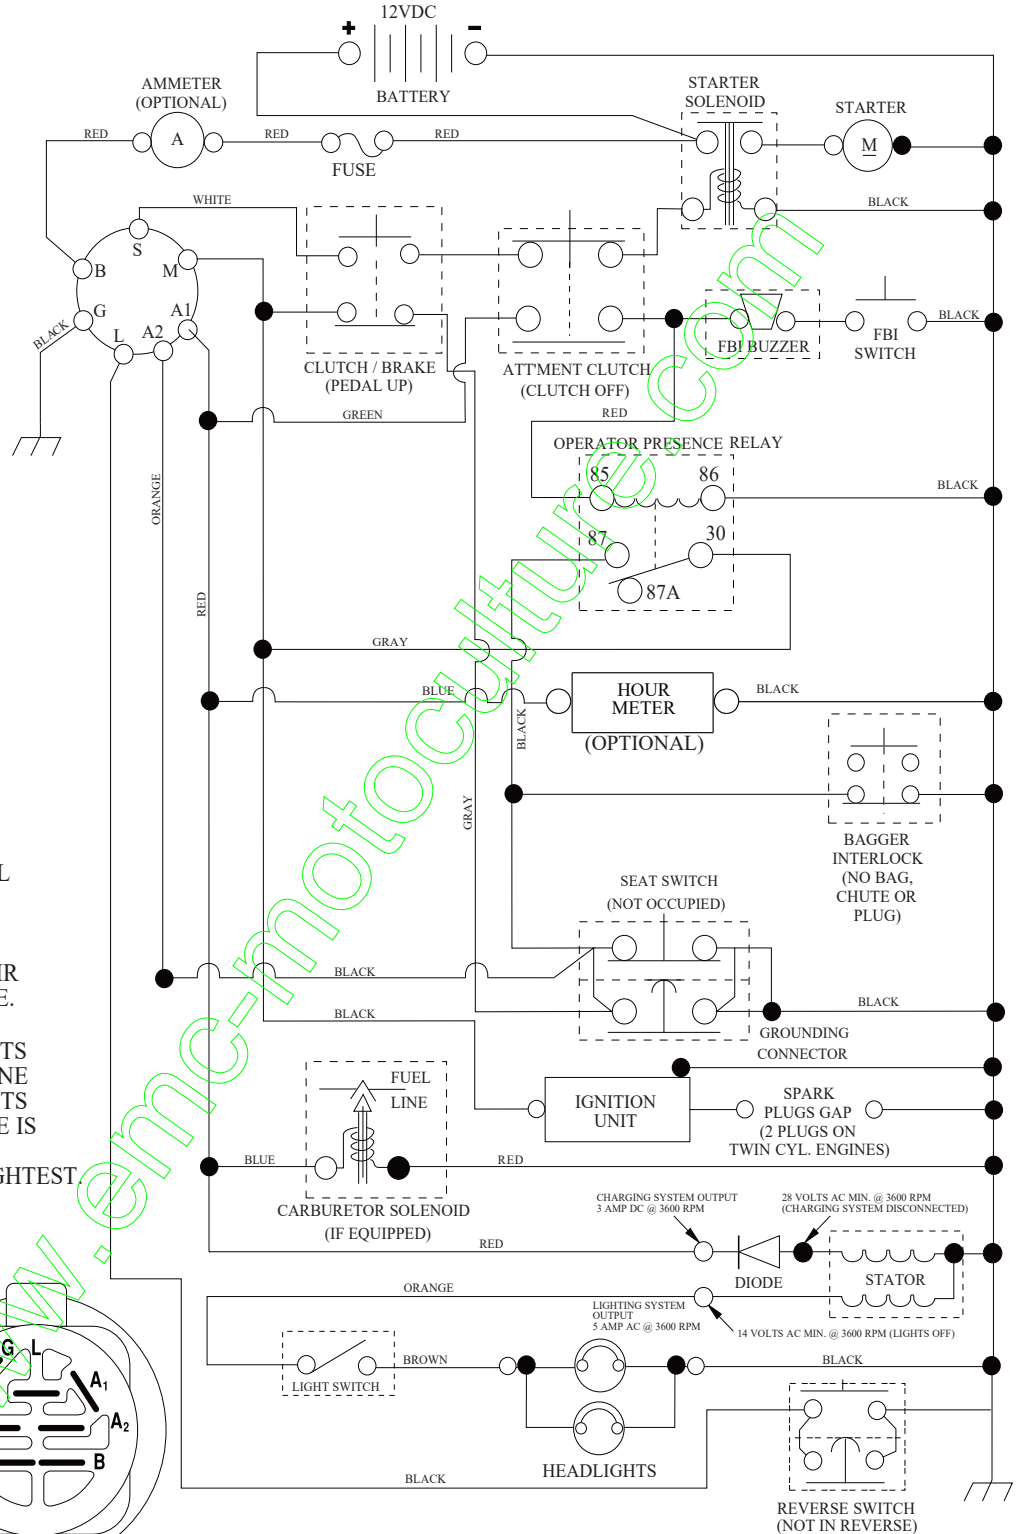 12VDC
+
-
BATTERY
AMMETER
(OPTIONAL)
STARTER
SOLENOID
STARTER
RED
A
RED
FUSE
RED
M
WHITE
BLACK
S
B
M
G
A1
L
A2
BLACK
CLUTCH / BRAKE
(PEDAL UP)
ATT'MENT CLUTCH
(CLUTCH OFF)
FBI BUZZER
FBI
SWITCH
BLACK
GREEN
RED
OPERATOR PRESENCE RELAY
85
86
BLACK
ORANGE
87
30
87A
RED
GRAY
BLUE
HOUR
METER
(OPTIONAL)
BLACK
BLACK
GRAY
BAGGER
INTERLOCK
(NO BAG,
CHUTE OR
PLUG)
L
SEAT SWITCH
(NOT OCCUPIED)
IR
E.
BLACK
BLACK
BLACK
GROUNDING
CONNECTOR
TS
NE
TS
E IS
GHTEST.
FUEL
LINE
IGNITION
UNIT
SPARK
PLUGS GAP
(2 PLUGS ON
TWIN CYL. ENGINES)
BLUE
RED
CARBURETOR SOLENOID
(IF EQUIPPED)
CHARGING SYSTEM OUTPUT
3 AMP DC @ 3600 RPM
28 VOLTS AC MIN. @ 3600 RPM
(CHARGING SYSTEM DISCONNECTED)
RED
DIODE
STATOR
ORANGE
LIGHTING SYSTEM
OUTPUT
5 AMP AC @ 3600 RPM
14 VOLTS AC MIN. @ 3600 RPM (LIGHTS OFF)
LIGHT SWITCH
BROWN
BLACK
HEADLIGHTS
BLACK
REVERSE SWITCH
(NOT IN REVERSE)
G
L
A1
A2
B
www.emc-motoculture.com